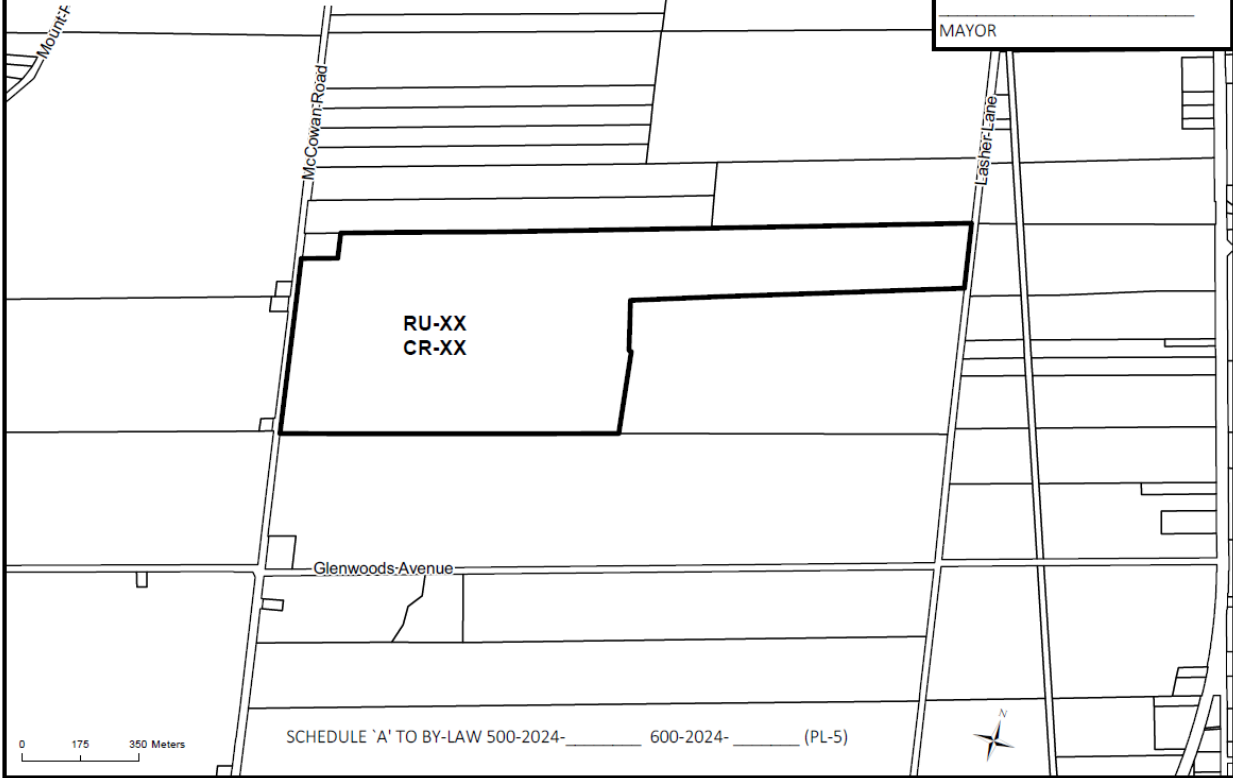 MAYOR
Mount-
McCowan-Road
Lasher-Lane
RU-XX
CR-XX
Glenwoods-Avenue
0 175 350 Meters
SCHEDULE `A' TO BY-LAW 500-2024-________ 600-2024- _______ (PL-5)
N